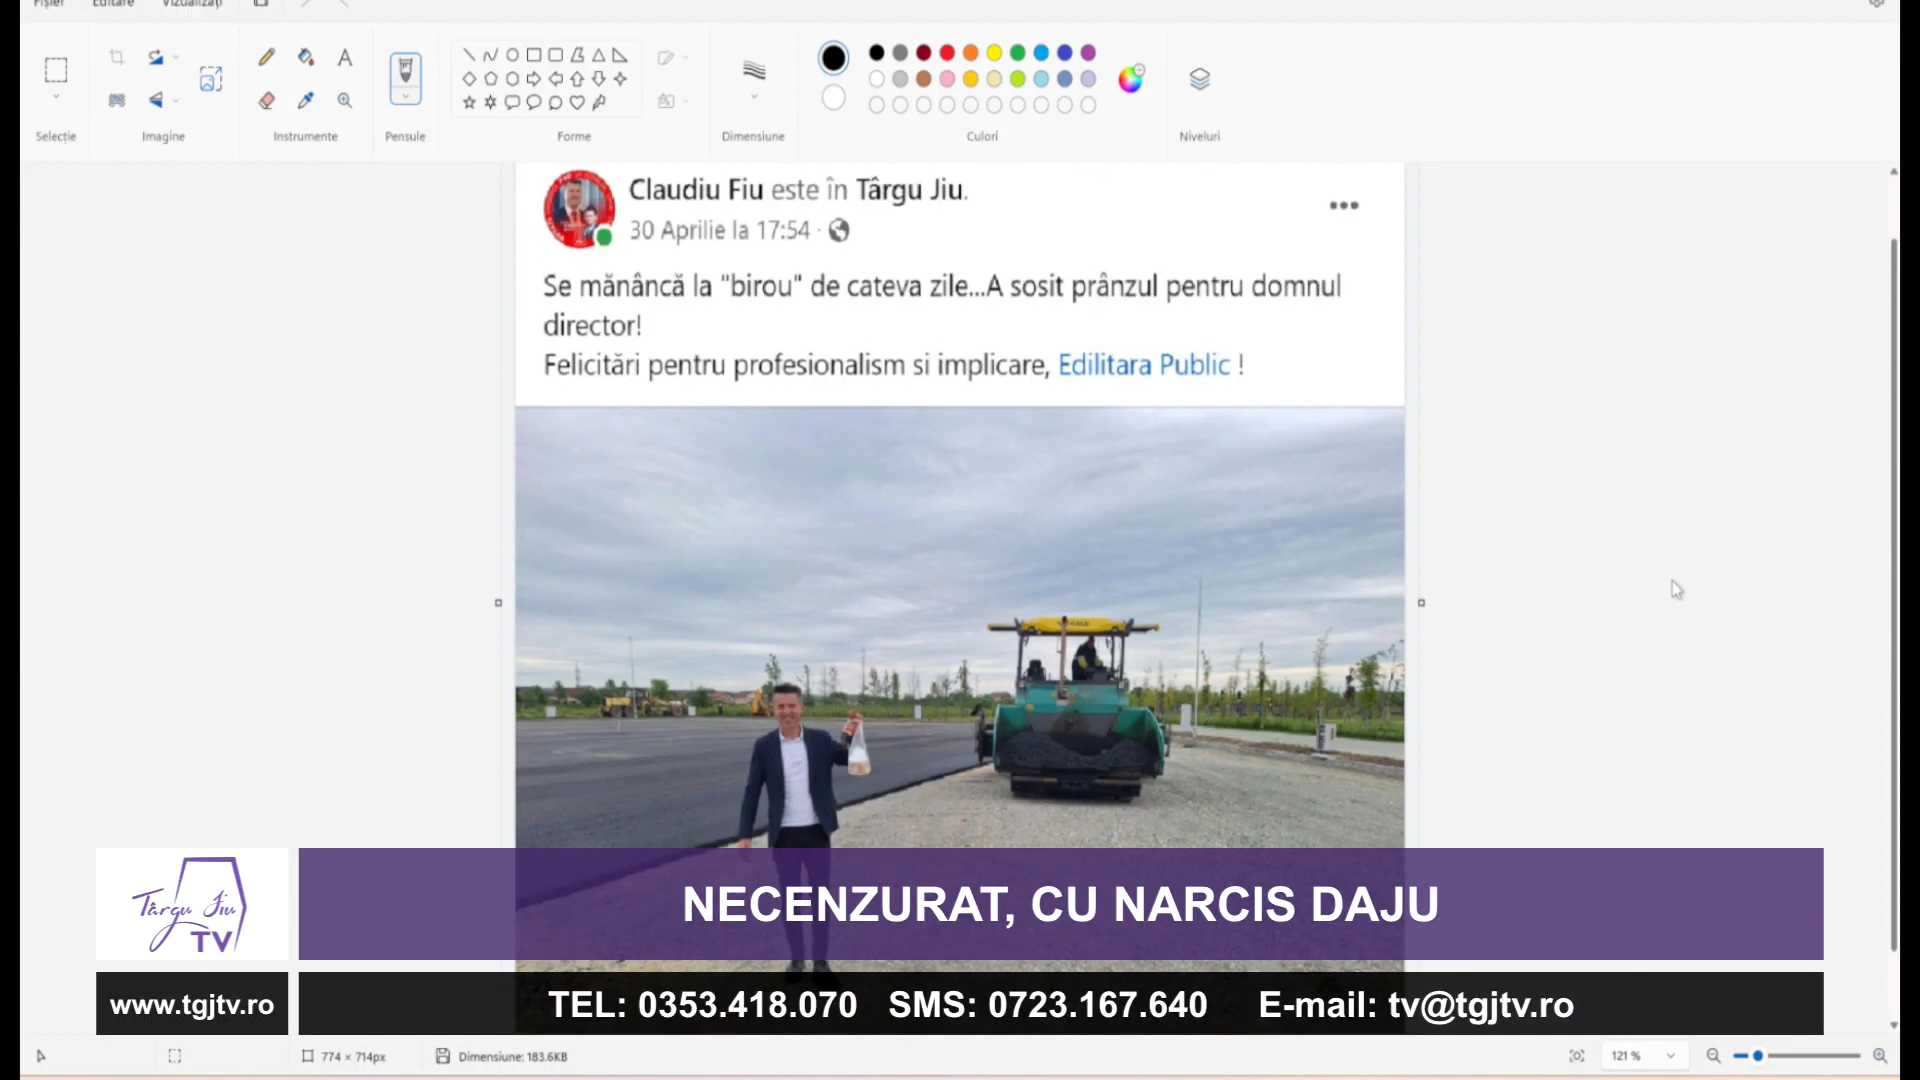 Fișier Editare Vizualizați
Selecție Imagine Instrumente Pensule Forme Dimensiune Culori Niveluri
Claudiu Fiu este în Târgu Jiu.
30 Aprilie la 17:54 ·
Se mănâncă la "birou" de cateva zile...A sosit prânzul pentru domnul
director!
Felicitări pentru profesionalism si implicare, Edilitara Public !
Târgu Jiu
TV
NECENZURAT, CU NARCIS DAJU
www.tgjtv.ro
TEL: 0353.418.070 SMS: 0723.167.640 E-mail: tv@tgjtv.ro
774 × 714px
Dimensiune: 183.6KB
121 %